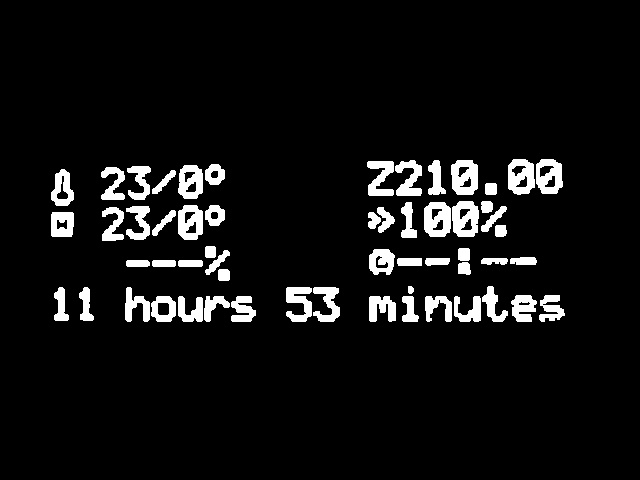 23/0° Z210.00
23/0° »100%
---% --:--
11 hours 53 minutes